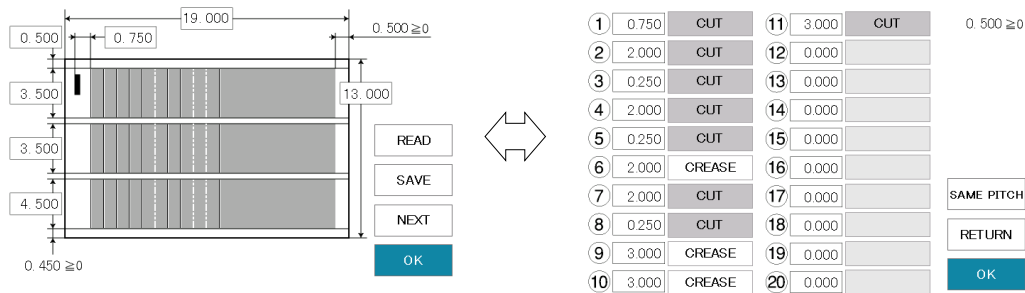 19.000
0.500
0.750
0.500 ≧0
3.500
13.000
3.500
4.500
0.450 ≧0
READ
SAVE
NEXT
OK
1 0.750 CUT
2 2.000 CUT
3 0.250 CUT
4 2.000 CUT
5 0.250 CUT
6 2.000 CREASE
7 2.000 CUT
8 0.250 CUT
9 3.000 CREASE
10 3.000 CREASE
11 3.000 CUT
12 0.000
13 0.000
14 0.000
15 0.000
16 0.000
17 0.000
18 0.000
19 0.000
20 0.000
0.500 ≧0
SAME PITCH
RETURN
OK